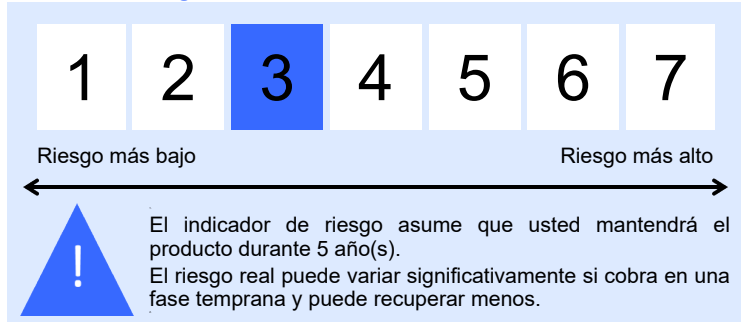 1 2 3 4 5 6 7
Riesgo más bajo Riesgo más alto
El indicador de riesgo asume que usted mantendrá el
producto durante 5 año(s).
El riesgo real puede variar significativamente si cobra en una
fase temprana y puede recuperar menos.
!